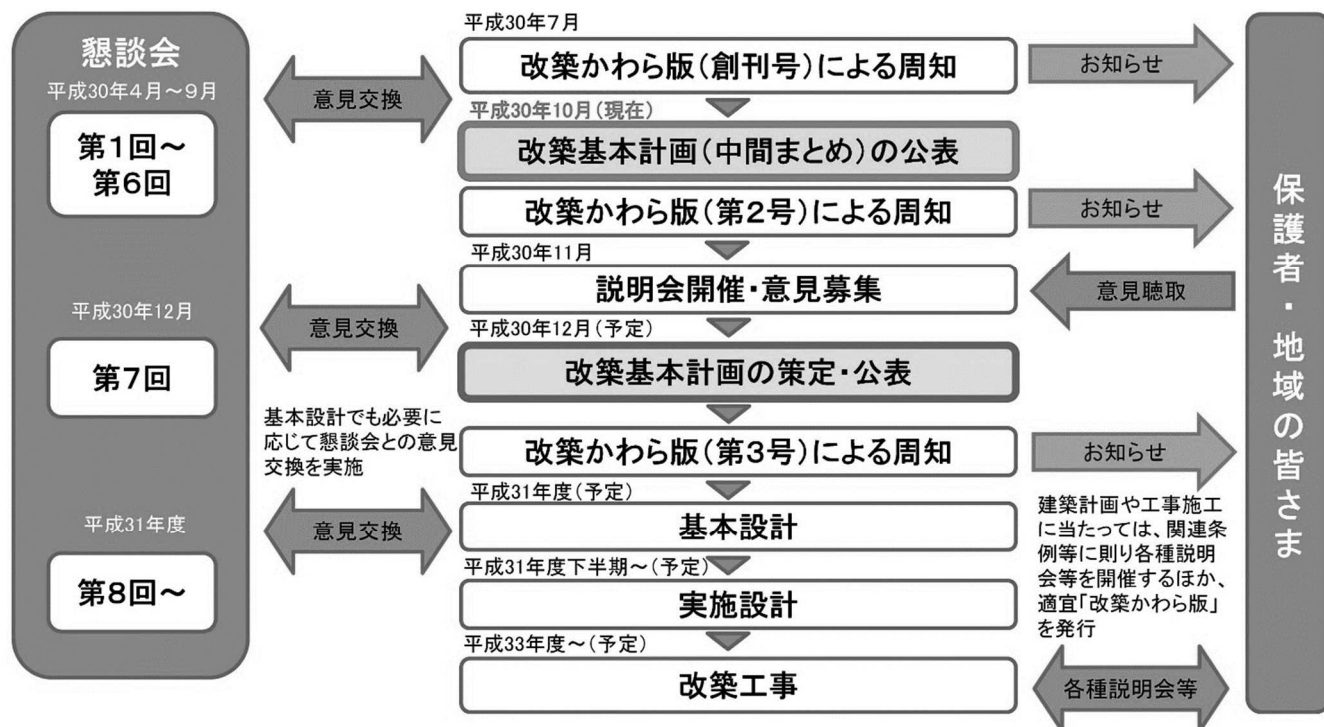 懇談会
平成30年4月～9月
第1回～
第6回
平成30年12月
第7回
平成31年度
第8回～
意見交換
意見交換
基本設計でも必要に
応じて懇談会との意見
交換を実施
意見交換
平成30年7月
改築かわら版(創刊号)による周知
平成30年10月(現在)
改築基本計画(中間まとめ)の公表
改築かわら版(第2号)による周知
平成30年11月
説明会開催・意見募集
平成30年12月(予定)
改築基本計画の策定・公表
改築かわら版(第3号)による周知
平成31年度(予定)
基本設計
平成31年度下半期～(予定)
実施設計
平成33年度～(予定)
改築工事
お知らせ
お知らせ
意見聴取
お知らせ
建築計画や工事施工
に当たっては、関連条
例等に則り各種説明
会等を開催するほか、
適宜「改築かわら版」
を発行
各種説明会等
保護者・地域の皆さま